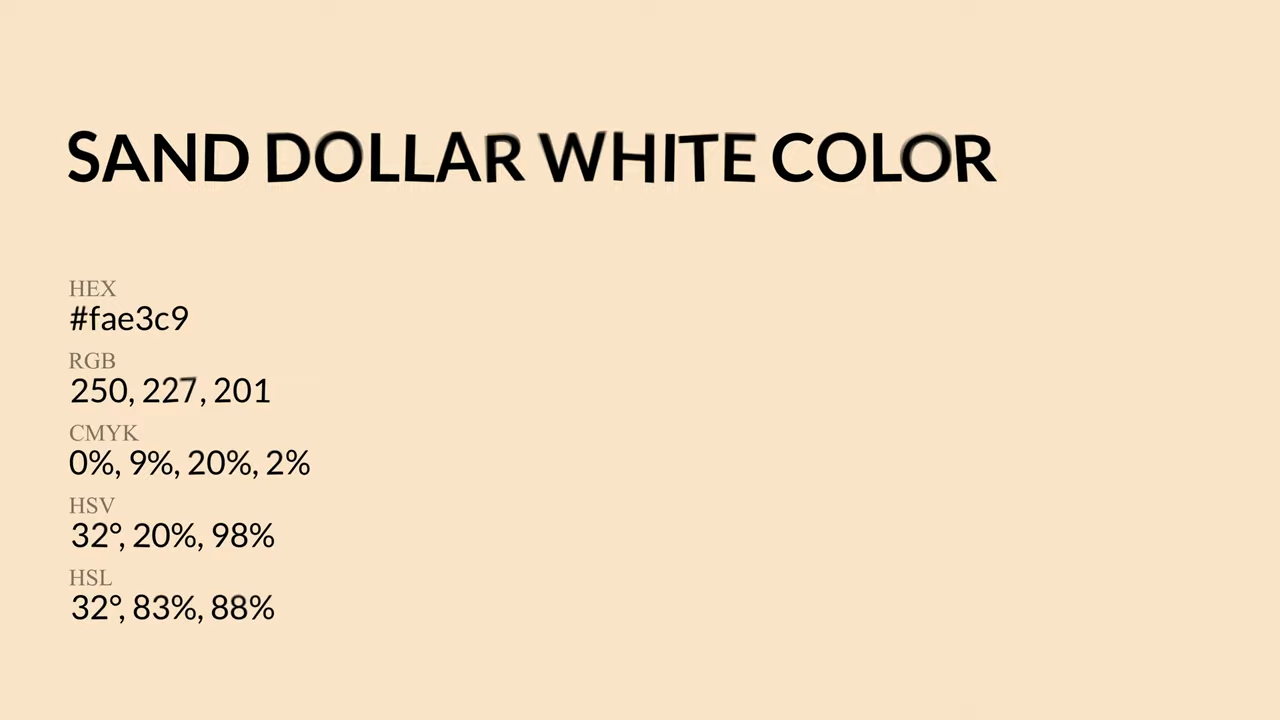 SAND DOLLAR WHITE COLOR
HEX
#fae3c9
RGB
250, 227, 201
CMYK
0%, 9%, 20%, 2%
HSV
32°, 20%, 98%
HSL
32°, 83%, 88%